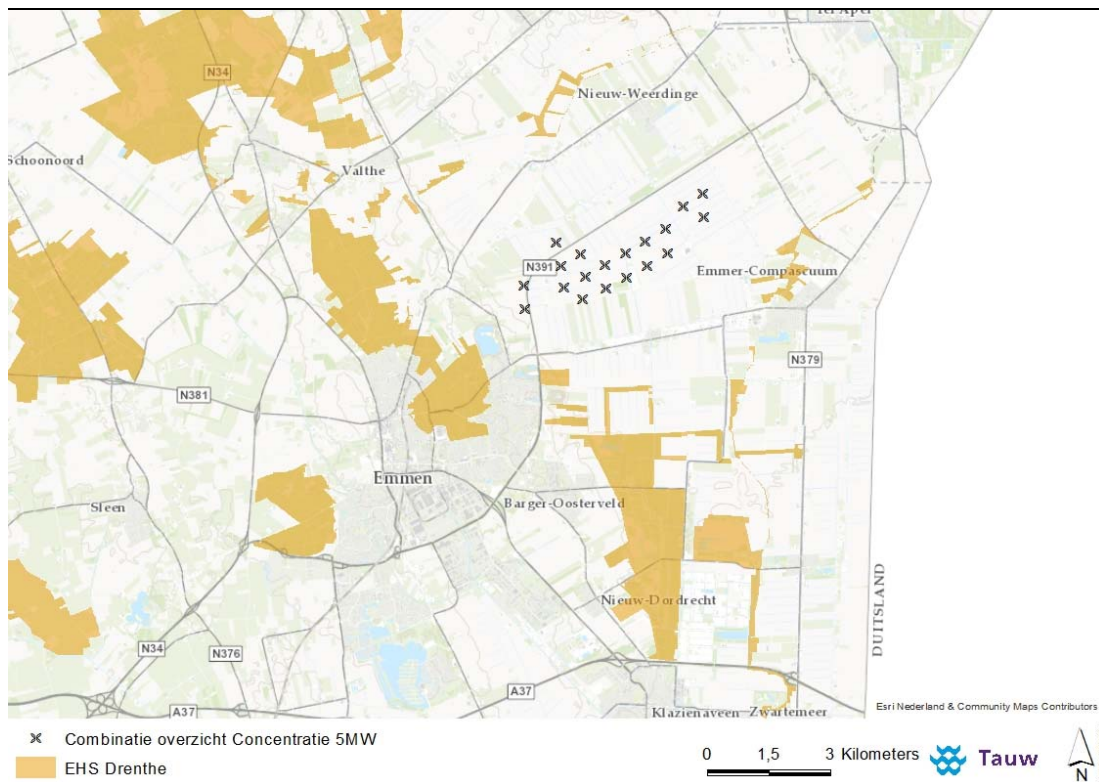 N34
Nieuw-Weerdinge
Schoonoord
Valthe
N391
Emmer-Compascuum
N379
N381
Emmen
Barger-Oosterveld
Sleen
Nieuw-Dordrecht
DUITSLAND
N34
N376
A37
A37
Klazienaveen
Zwartemeer
Esri Nederland & Community Maps Contributors
Combinatie overzicht Concentratie 5MW
EHS Drenthe
0 1,5 3 Kilometers
Tauw
N